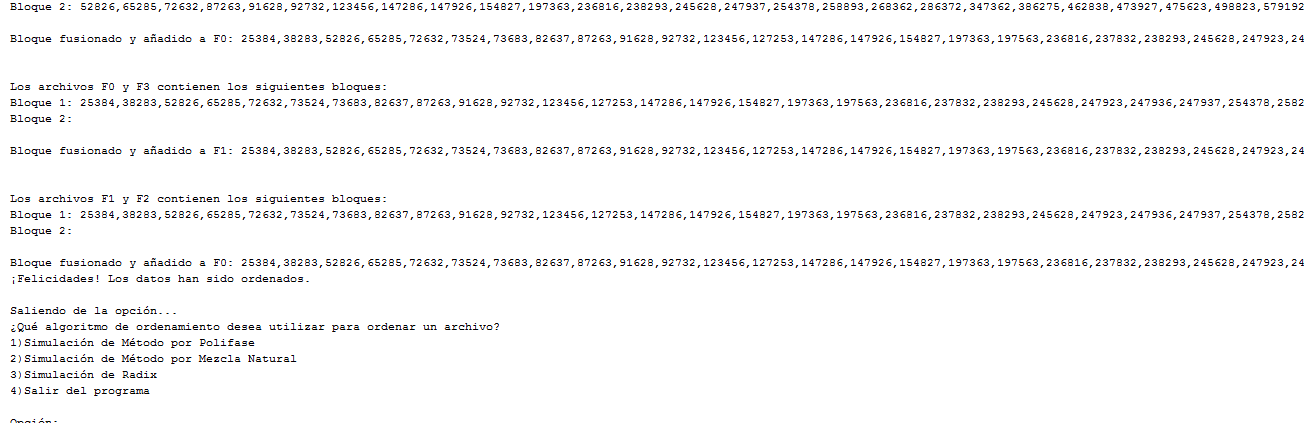 Bloque 2: 52826,65285,72632,87263,91628,92732,123456,147286,147926,154827,197363,236816,238293,245628,247937,254378,258893,268362,286372,347362,386275,462838,473927,475623,498823,579192
Bloque fusionado y añadido a F0: 25384,38283,52826,65285,72632,73524,73683,82637,87263,91628,92732,123456,127253,147286,147926,154827,197363,197563,236816,237832,238293,245628,247923,24
Los archivos F0 y F3 contienen los siguientes bloques:
Bloque 1: 25384,38283,52826,65285,72632,73524,73683,82637,87263,91628,92732,123456,127253,147286,147926,154827,197363,197563,236816,237832,238293,245628,247923,247936,247937,254378,2582
Bloque 2:
Bloque fusionado y añadido a F1: 25384,38283,52826,65285,72632,73524,73683,82637,87263,91628,92732,123456,127253,147286,147926,154827,197363,197563,236816,237832,238293,245628,247923,24
Los archivos F1 y F2 contienen los siguientes bloques:
Bloque 1: 25384,38283,52826,65285,72632,73524,73683,82637,87263,91628,92732,123456,127253,147286,147926,154827,197363,197563,236816,237832,238293,245628,247923,247936,247937,254378,2582
Bloque 2:
Bloque fusionado y añadido a F0: 25384,38283,52826,65285,72632,73524,73683,82637,87263,91628,92732,123456,127253,147286,147926,154827,197363,197563,236816,237832,238293,245628,247923,24
¡Felicidades! Los datos han sido ordenados.
Saliendo de la opción...
¿Qué algoritmo de ordenamiento desea utilizar para ordenar un archivo?
1)Simulación de Método por Polifase
2)Simulación de Método por Mezcla Natural
3)Simulación de Radix
4)Salir del programa
Opción: